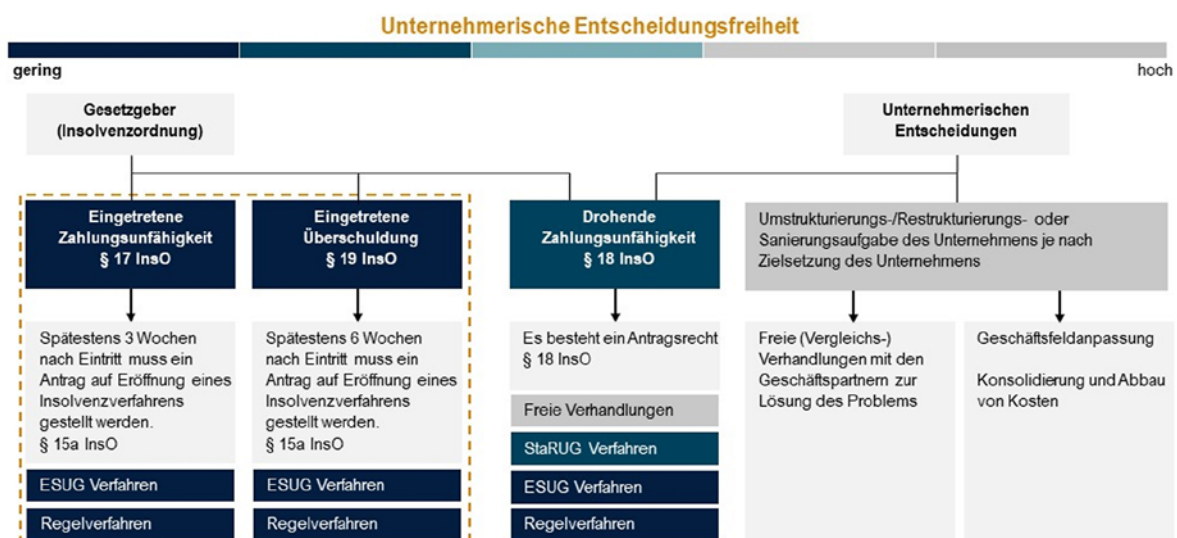 Unternehmerische Entscheidungsfreiheit
gering
hoch
Gesetzgeber
(Insolvenzordnung)
Unternehmerischen
Entscheidungen
Eingetretene
Zahlungsunfähigkeit
§ 17 InsO
Eingetretene
Überschuldung
§ 19 InsO
Drohende
Zahlungsunfähigkeit
§ 18 InsO
Umstrukturierungs-/Restrukturierungs- oder
Sanierungsaufgabe des Unternehmens je nach
Zielsetzung des Unternehmens
Spätestens 3 Wochen
nach Eintritt muss ein
Antrag auf Eröffnung eines
Insolvenzverfahrens
gestellt werden.
§ 15a InsO
Spätestens 6 Wochen
nach Eintritt muss ein
Antrag auf Eröffnung eines
Insolvenzverfahrens
gestellt werden.
§ 15a InsO
Es besteht ein Antragsrecht
§ 18 InsO
Freie (Vergleichs-)
Verhandlungen mit den
Geschäftspartnern zur
Lösung des Problems
Geschäftsfeldanpassung
Konsolidierung und Abbau
von Kosten
Freie Verhandlungen
StaRUG Verfahren
ESUG Verfahren
ESUG Verfahren
ESUG Verfahren
Regelverfahren
Regelverfahren
Regelverfahren